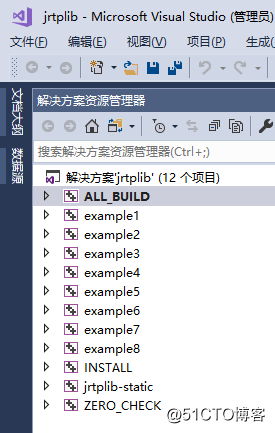 jrtplib - Microsoft Visual Studio (管理员)
文件(F) 编辑(E) 视图(V) 项目(P) 生成(
文档大纲
数据源
解决方案资源管理器
搜索解决方案资源管理器(Ctrl+;)
解决方案'jrtplib' (12 个项目)
ALL_BUILD
example1
example2
example3
example4
example5
example6
example7
example8
INSTALL
jrtplib-static
ZERO_CHECK
@51CTO博客